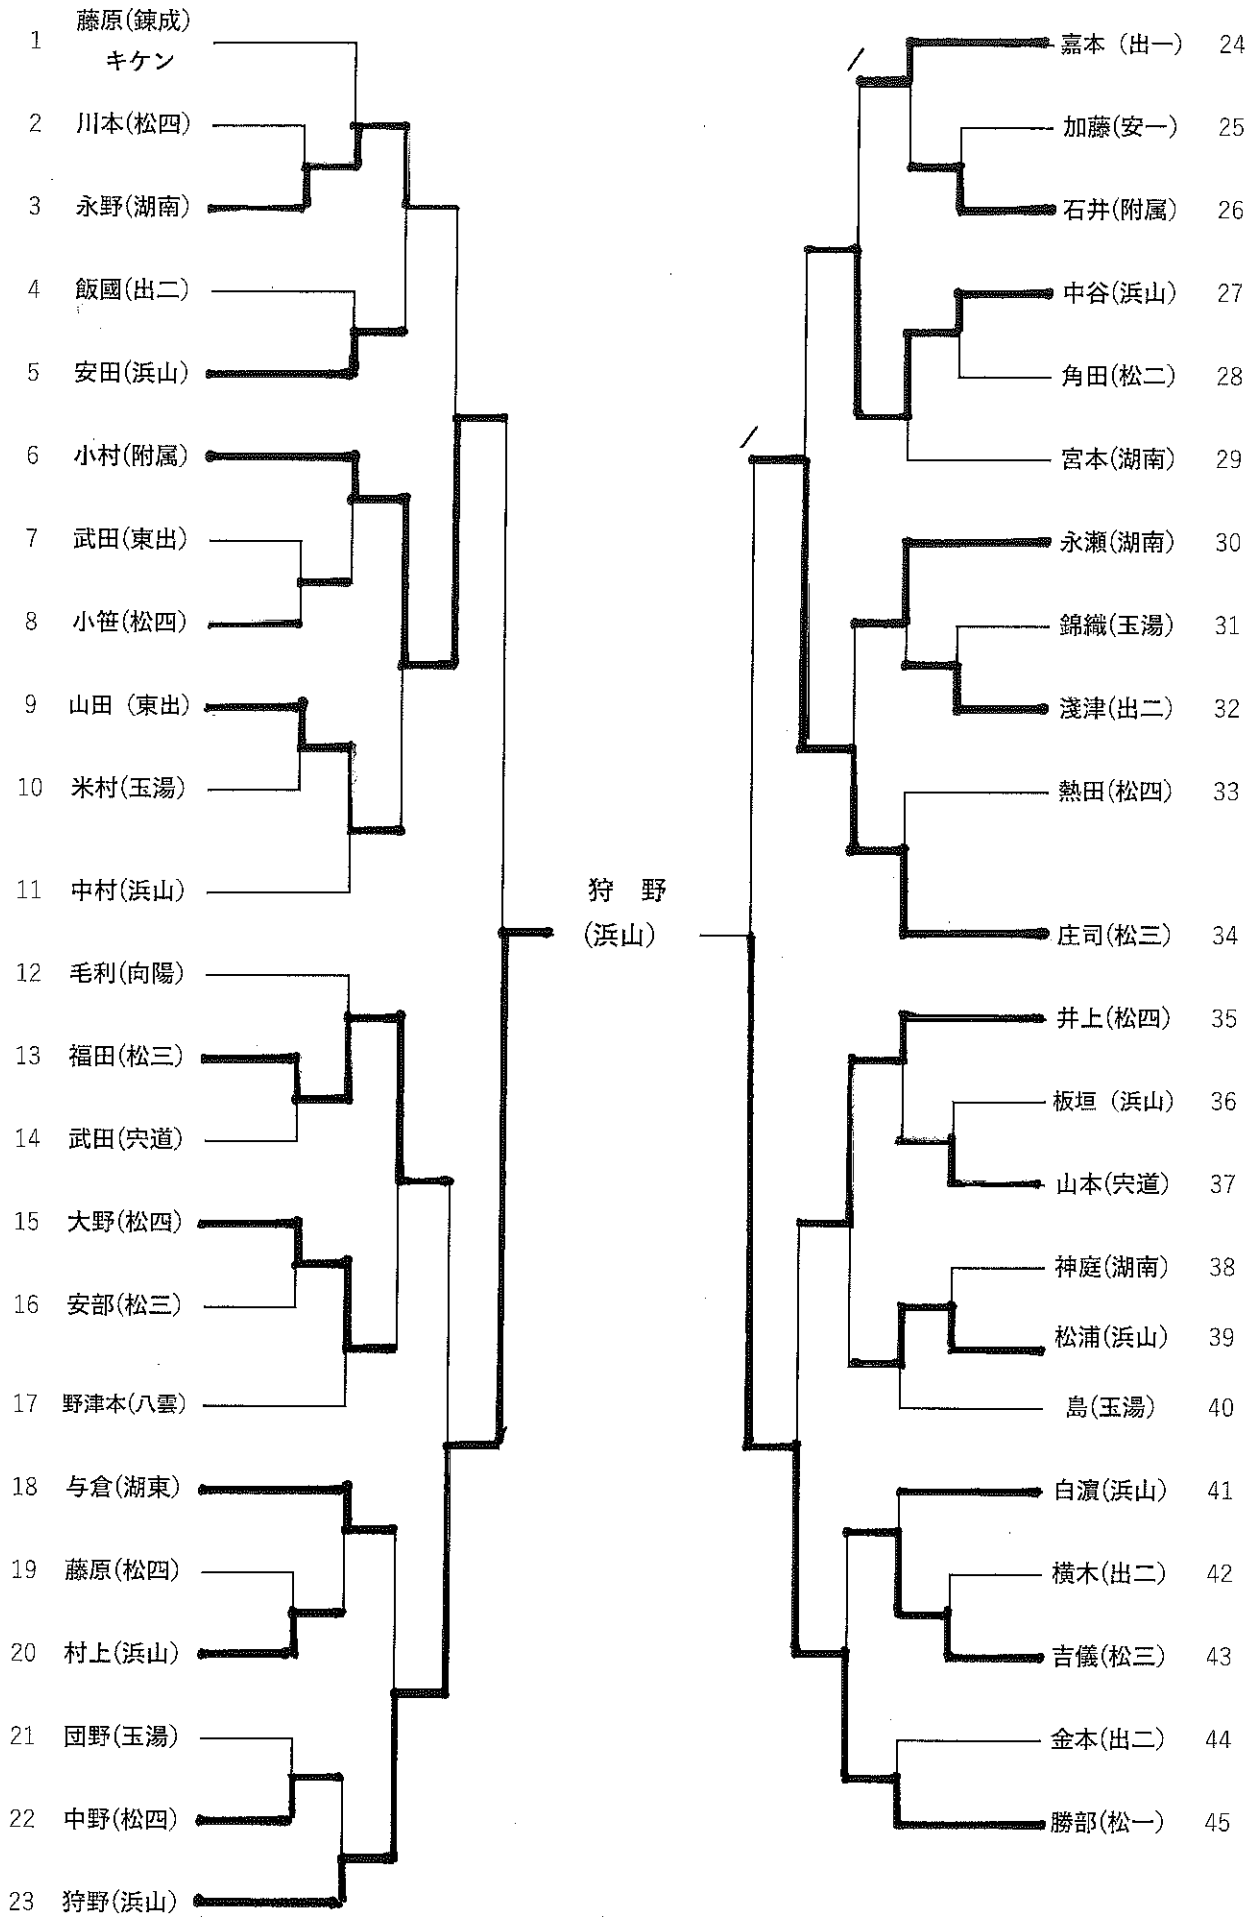 1 藤原(錬成)
キケン
2 川本(松四)
3 永野(湖南)
4 飯國(出二)
5 安田(浜山)
6 小村(附属)
7 武田(東出)
8 小笹(松四)
9 山田 (東出)
10 米村(玉湯)
11 中村(浜山)
12 毛利(向陽)
13 福田(松三)
14 武田(宍道)
15 大野(松四)
16 安部(松三)
17 野津本(八雲)
18 与倉(湖東)
19 藤原(松四)
20 村上(浜山)
21 団野(玉湯)
22 中野(松四)
23 狩野(浜山)
狩 野
(浜山)
嘉本 (出一) 24
加藤(安一) 25
石井(附属) 26
中谷(浜山) 27
角田(松二) 28
宮本(湖南) 29
永瀬(湖南) 30
錦織(玉湯) 31
淺津(出二) 32
熱田(松四) 33
庄司(松三) 34
井上(松四) 35
板垣 (浜山) 36
山本(宍道) 37
神庭(湖南) 38
松浦(浜山) 39
島(玉湯) 40
白濵(浜山) 41
横木(出二) 42
吉儀(松三) 43
金本(出二) 44
勝部(松一) 45